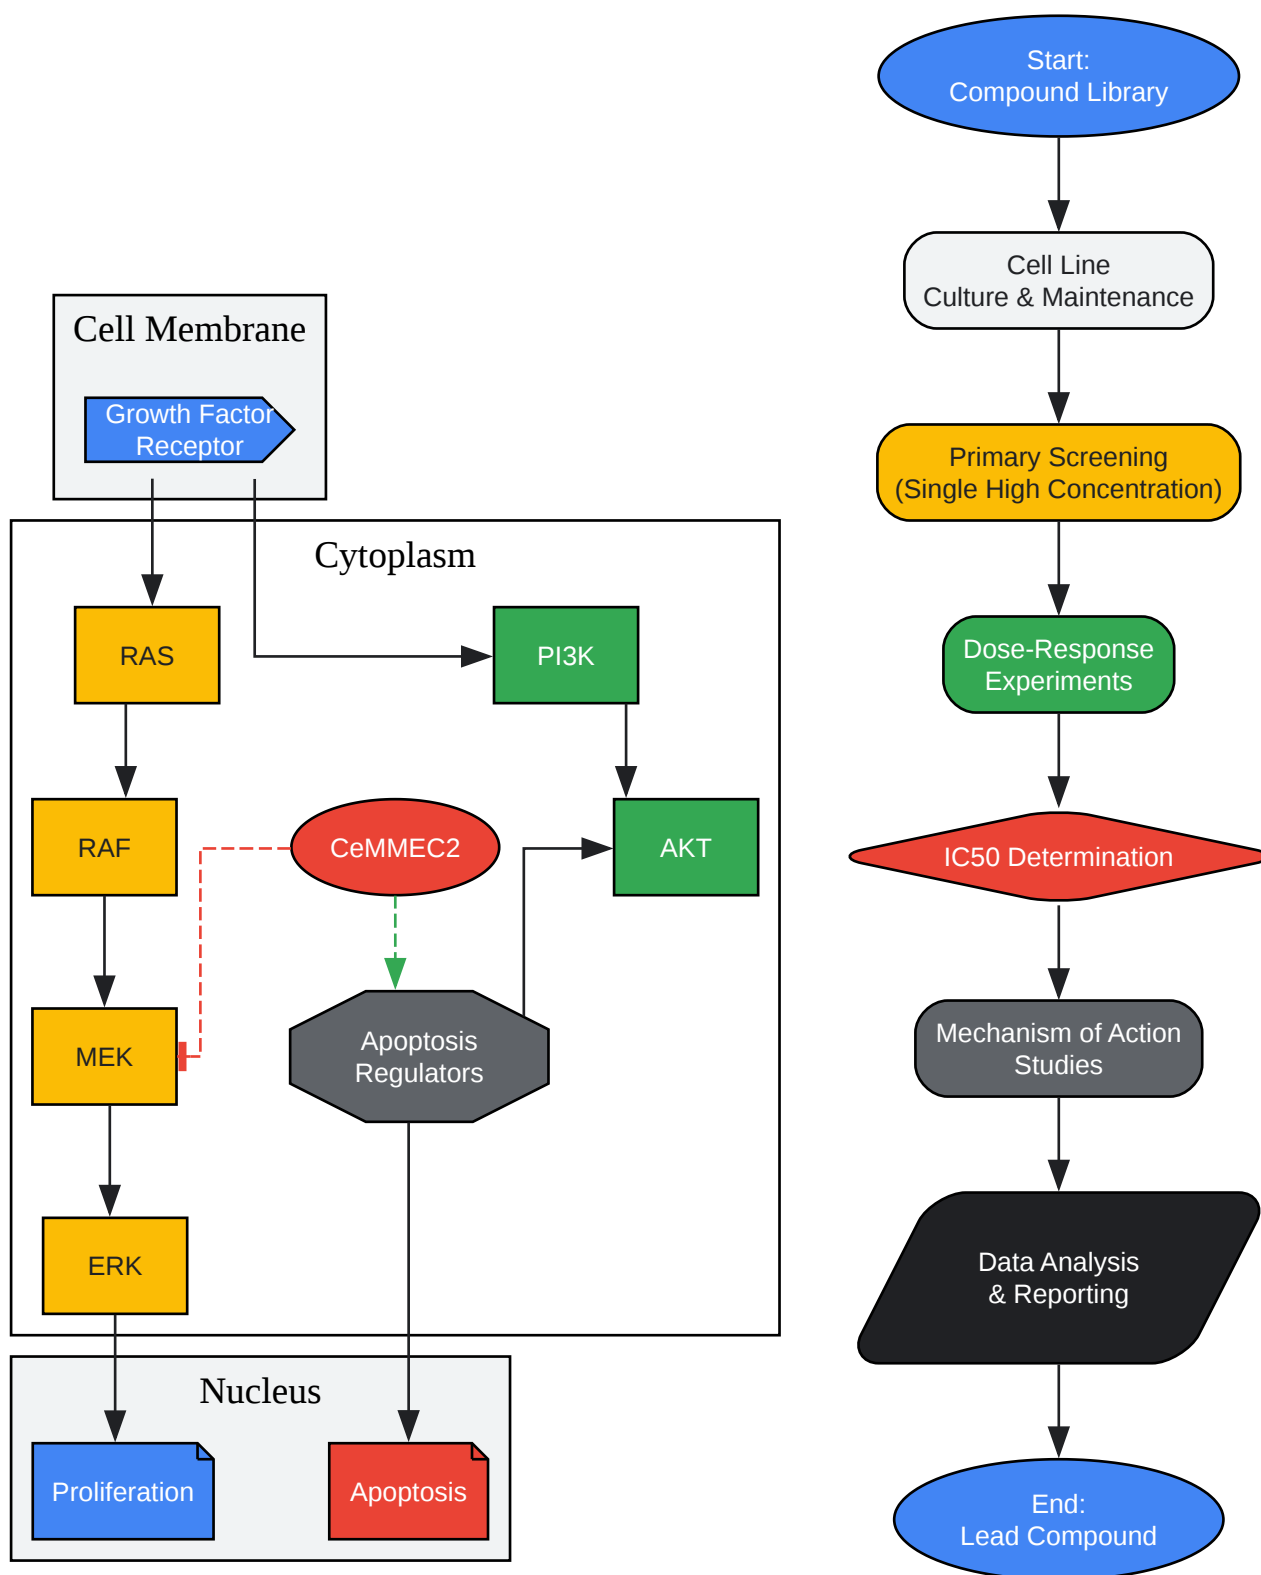 Cell Membrane
Growth Factor
Receptor
Cytoplasm
RAS
PI3K
RAF
CeMMEC2
AKT
MEK
Apoptosis
Regulators
ERK
Nucleus
Proliferation
Apoptosis
Start:
Compound Library
Cell Line
Culture & Maintenance
Primary Screening
(Single High Concentration)
Dose-Response
Experiments
IC50 Determination
Mechanism of Action
Studies
Data Analysis
& Reporting
End:
Lead Compound